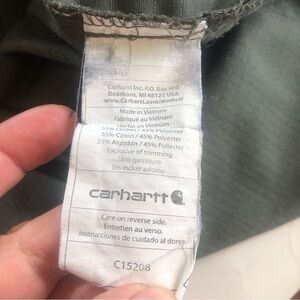 Carhartt Inc. P.O. Box 600
Dearborn, MI 48121 USA
www.Carhartt.com/medical
Made in Vietnam
Fabriqué au Vietnam
Hecho en Vietnam
55% Cotton / 45% Polyester
55% Coton / 45% Polyester
55% Algodón / 45% Poliester
Exclusive of trimming
Sans garniture
Sin incluir adorno
carhartt
Care on reverse side.
Entretien au verso.
Instrucciones de cuidado al dorso
C15208